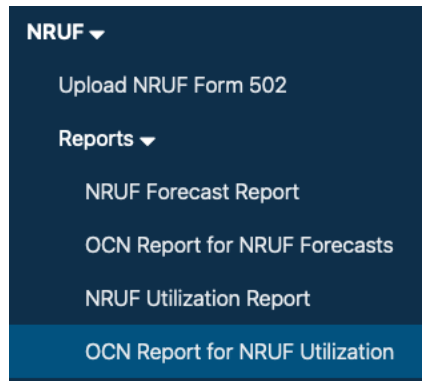 NRUF
Upload NRUF Form 502
Reports
NRUF Forecast Report
OCN Report for NRUF Forecasts
NRUF Utilization Report
OCN Report for NRUF Utilization